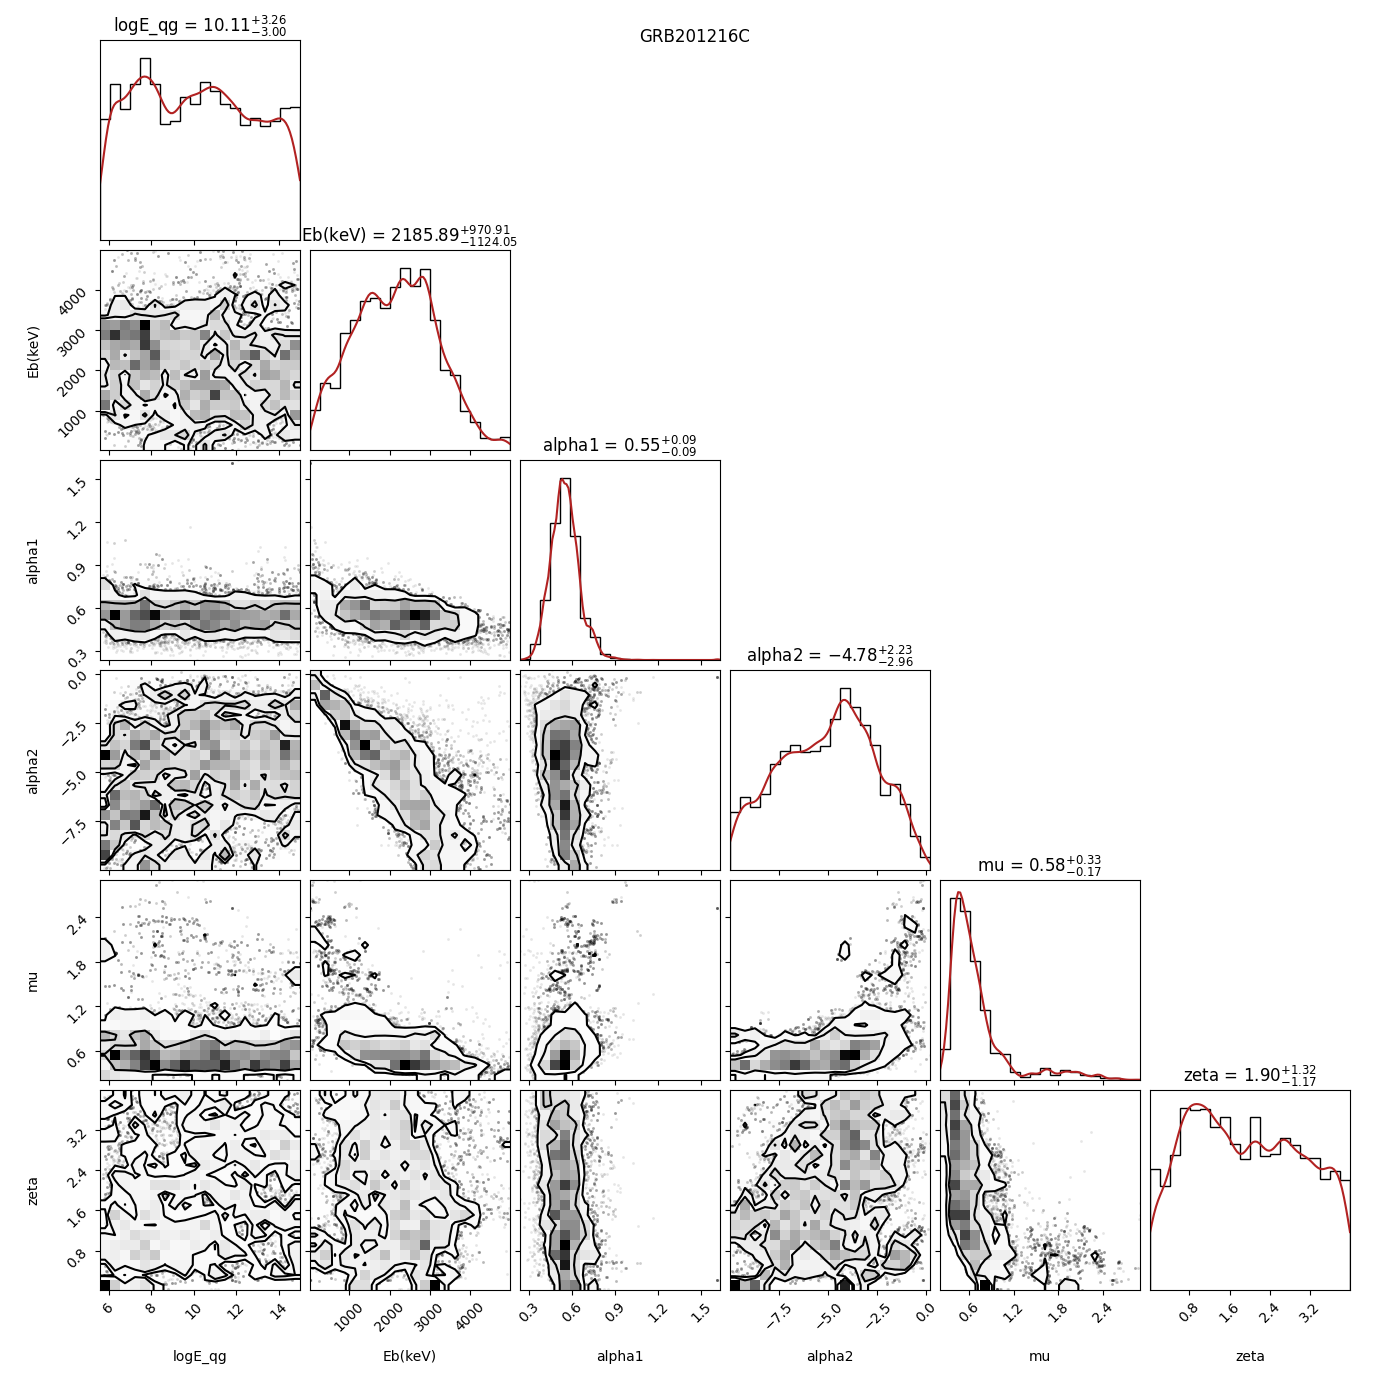 GRB201216C
logE_qg = 10.11+3.26 −3.00
Eb(keV) = 2185.89+970.91 −1124.05
Eb(keV)
4000
3000
2000
1000
alpha1 = 0.55+0.09 −0.09
alpha1
1.5
1.2
0.9
0.6
0.3
alpha2 = −4.78+2.23 −2.96
alpha2
0.0
−2.5
−5.0
−7.5
mu = 0.58+0.33 −0.17
mu
2.4
1.8
1.2
0.6
zeta = 1.90+1.32 −1.17
zeta
3.2
2.4
1.6
0.8
6 8 10 12 14 1000 2000 3000 4000 0.3 0.6 0.9 1.2 1.5 −7.5 −5.0 −2.5 0.0 0.6 1.2 1.8 2.4 0.8 1.6 2.4 3.2
logE_qg Eb(keV) alpha1 alpha2 mu zeta